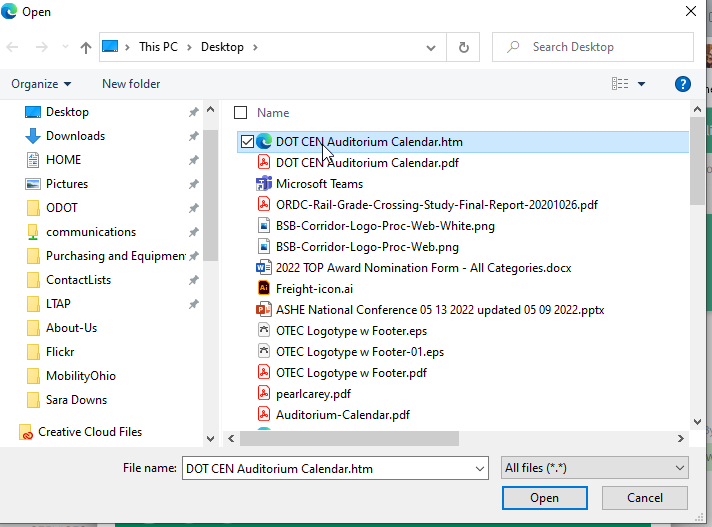 Open
This PC > Desktop >
Search Desktop
Organize
New folder
?
Desktop
Downloads
HOME
Pictures
ODOT
communications
Purchasing and Equipment
ContactLists
LTAP
About-Us
Flickr
MobilityOhio
Sara Downs
Creative Cloud Files
Name
DOT CEN Auditorium Calendar.htm
DOT CEN Auditorium Calendar.pdf
Microsoft Teams
ORDC-Rail-Grade-Crossing-Study-Final-Report-20201026.pdf
BSB-Corridor-Logo-Proc-Web-White.png
BSB-Corridor-Logo-Proc-Web.png
2022 TOP Award Nomination Form - All Categories.docx
Freight-icon.ai
ASHE National Conference 05 13 2022 updated 05 09 2022.pptx
OTEC Logotype w Footer.eps
OTEC Logotype w Footer-01.eps
OTEC Logotype w Footer.pdf
pearlcarey.pdf
Auditorium-Calendar.pdf
File name: DOT CEN Auditorium Calendar.htm
All files (*.*)
Open
Cancel